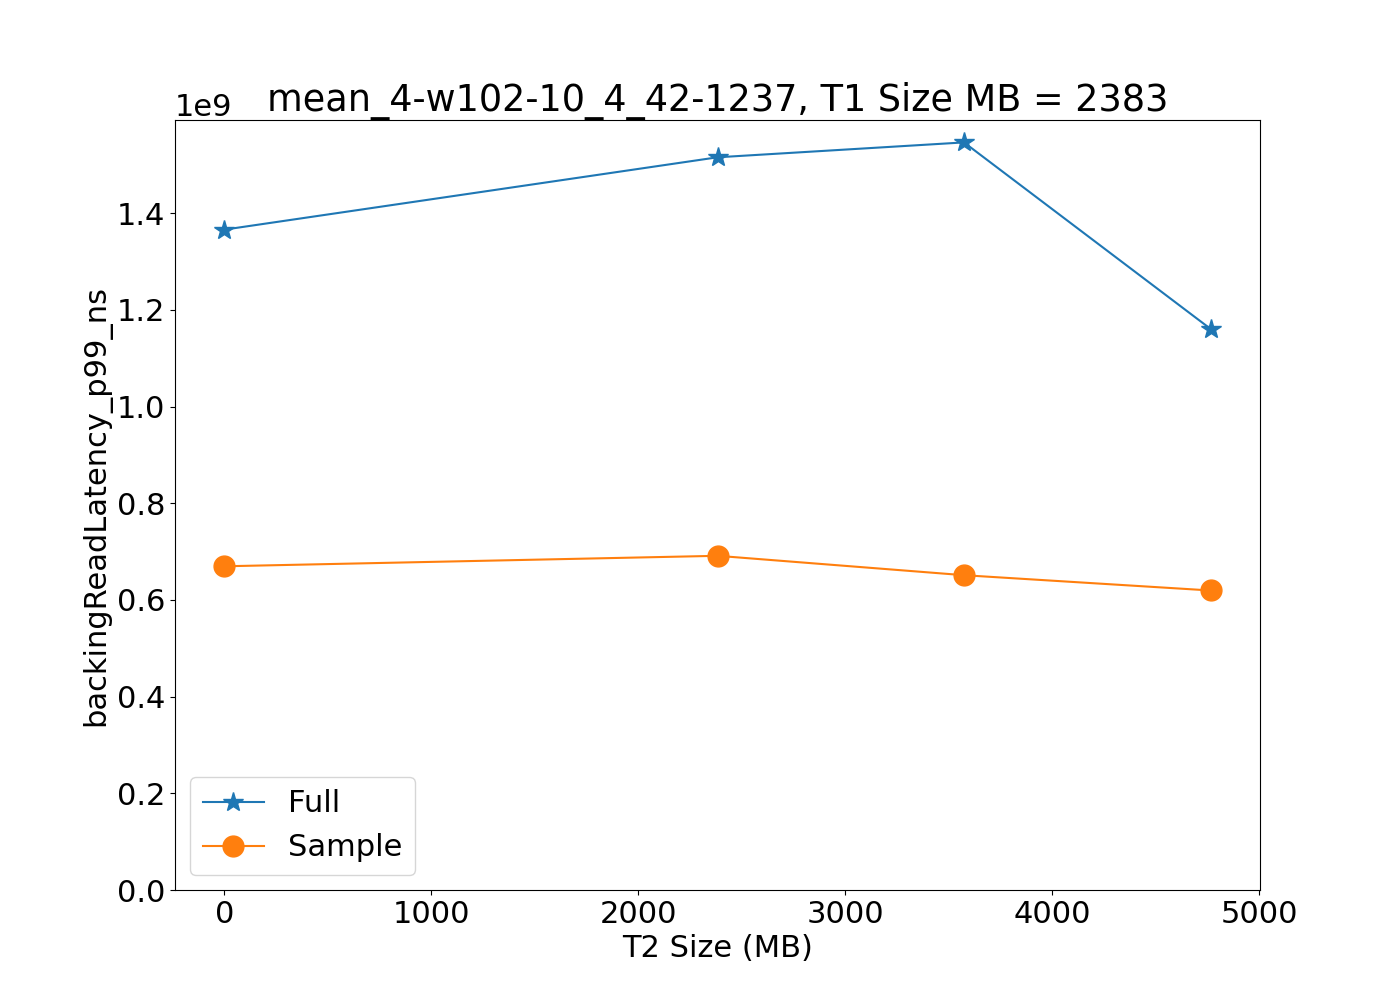 1e9
mean_4-w102-10_4_42-1237, T1 Size MB = 2383
backingReadLatency_p99_ns
1.4
1.2
1.0
0.8
0.6
0.4
0.2
0.0
Full
Sample
0 1000 2000 3000 4000 5000
T2 Size (MB)